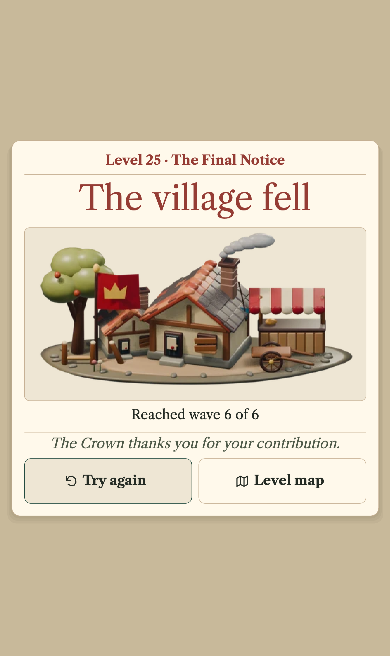 Level 25 · The Final Notice
The village fell
Reached wave 6 of 6
The Crown thanks you for your contribution.
Try again
Level map